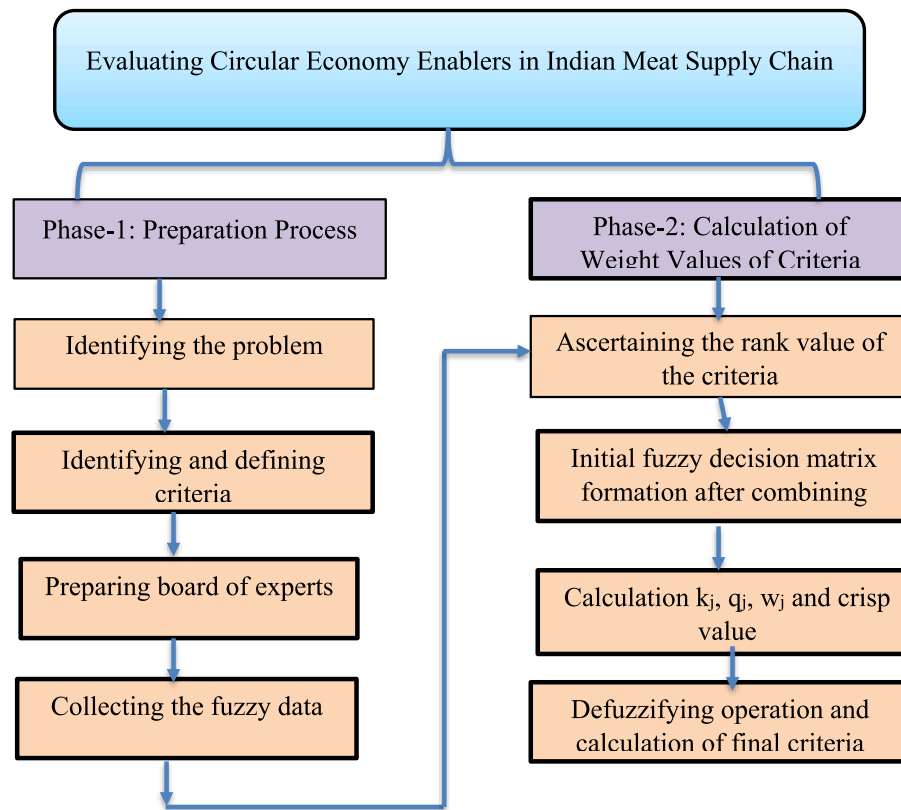 Evaluating Circular Economy Enablers in Indian Meat Supply Chain
Phase-1: Preparation Process
Identifying the problem
Identifying and defining
criteria
Preparing board of experts
Collecting the fuzzy data
Phase-2: Calculation of
Weight Values of Criteria
Ascertaining the rank value of
the criteria
Initial fuzzy decision matrix
formation after combining
Calculation kⱼ, qⱼ, wⱼ and crisp
value
Defuzzifying operation and
calculation of final criteria